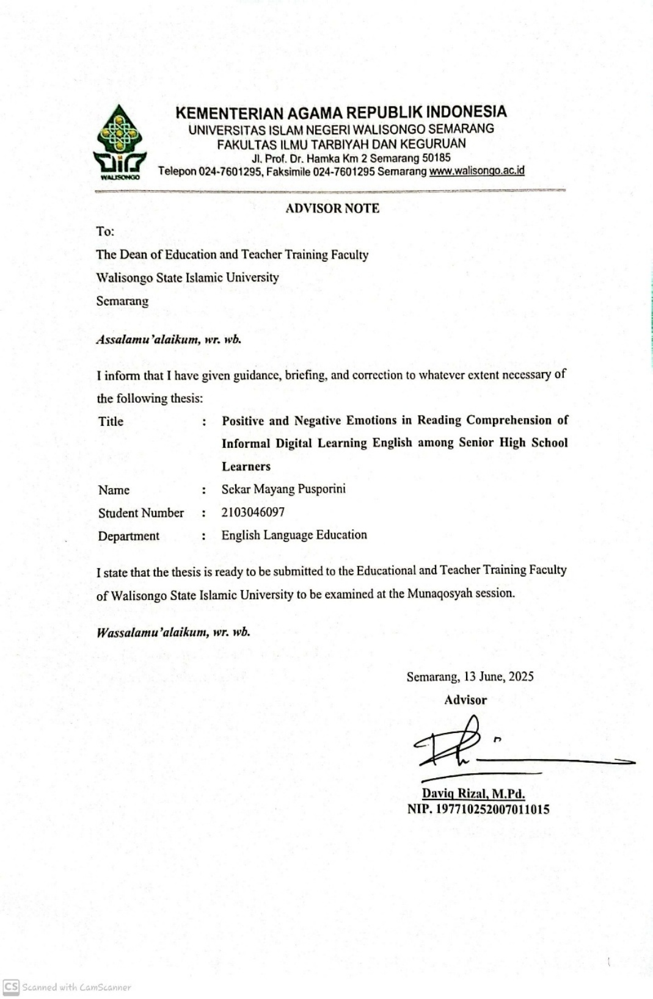 KEMENTERIAN AGAMA REPUBLIK INDONESIA
UNIVERSITAS ISLAM NEGERI WALISONGO SEMARANG
FAKULTAS ILMU TARBIYAH DAN KEGURUAN
Jl. Prof. Dr. Hamka Km 2 Semarang 50185
Telepon 024-7601295, Faksimile 024-7601295 Semarang www.walisongo.ac.id
WALISONGO
ADVISOR NOTE
To:
The Dean of Education and Teacher Training Faculty
Walisongo State Islamic University
Semarang
Assalamu’alaikum, wr. wb.
I inform that I have given guidance, briefing, and correction to whatever extent necessary of
the following thesis:
Title : Positive and Negative Emotions in Reading Comprehension of
Informal Digital Learning English among Senior High School
Learners
Name : Sekar Mayang Pusporini
Student Number : 2103046097
Department : English Language Education
I state that the thesis is ready to be submitted to the Educational and Teacher Training Faculty
of Walisongo State Islamic University to be examined at the Munaqosyah session.
Wassalamu’alaikum, wr. wb.
Semarang, 13 June, 2025
Advisor
Daviq Rizal, M.Pd.
NIP. 197710252007011015
CS Scanned with CamScanner